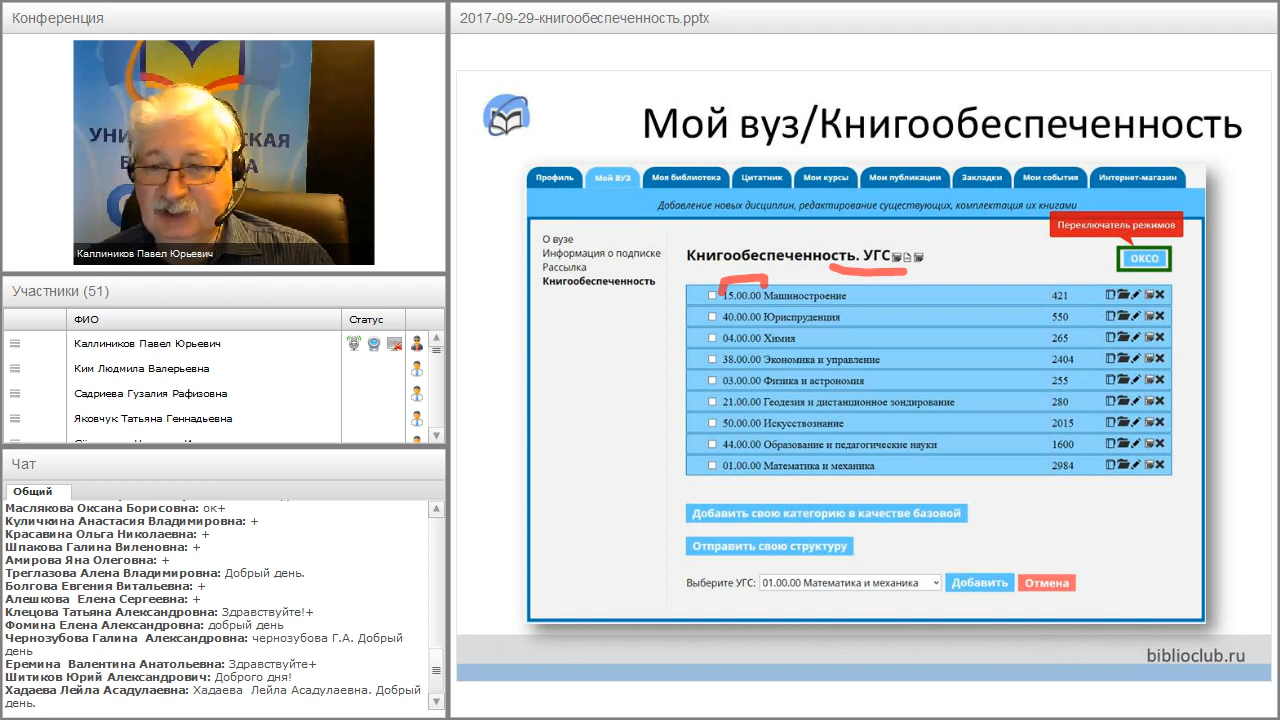 Конференция
УНИ
СКАЯ
Каллиников Павел Юрьевич
Участники (51)
ФИО
Статус
Каллиников Павел Юрьевич
Ким Людмила Валерьевна
Садриева Гузалия Рафизовна
Яковчук Татьяна Геннадьевна
Чат
Общий
Маслякова Оксана Борисовна: ок+
Куличкина Анастасия Владимировна: +
Красавина Ольга Николаевна: +
Шпакова Галина Виленовна: +
Амирова Яна Олеговна: +
Треглазова Алена Владимировна: Добрый день.
Болгова Евгения Витальевна: +
Алешкова Елена Сергеевна: +
Клецова Татьяна Александровна: Здравствуйте!+
Фомина Елена Александровна: добрый день
Чернозубова Галина Александровна: чернозубова Г.А. Добрый
день
Еремина Валентина Анатольевна: Здравствуйте+
Шитиков Юрий Александрович: Доброго дня!
Хадаева Лейла Асадулаевна: Хадаева Лейла Асадулаевна. Добрый
день.
2017-09-29-книгообеспеченность.pptx
Мой вуз/Книгообеспеченность
Профиль
Мой ВУЗ
Моя библиотека
Цитатник
Мои курсы
Мои публикации
Закладки
Мои события
Интернет-магазин
Добавление новых дисциплин, редактирование существующих, комплектация их книгами
Переключатель режимов
О вузе
Информация о подписке
Рассылка
Книгообеспеченность
Книгообеспеченность. УГС
ОКСО
15.00.00 Машиностроение 421
40.00.00 Юриспруденция 550
04.00.00 Химия 265
38.00.00 Экономика и управление 2404
03.00.00 Физика и астрономия 255
21.00.00 Геодезия и дистанционное зондирование 280
50.00.00 Искусствознание 2015
44.00.00 Образование и педагогические науки 1600
01.00.00 Математика и механика 2984
Добавить свою категорию в качестве базовой
Отправить свою структуру
Выберите УГС: 01.00.00 Математика и механика Добавить Отмена
biblioclub.ru